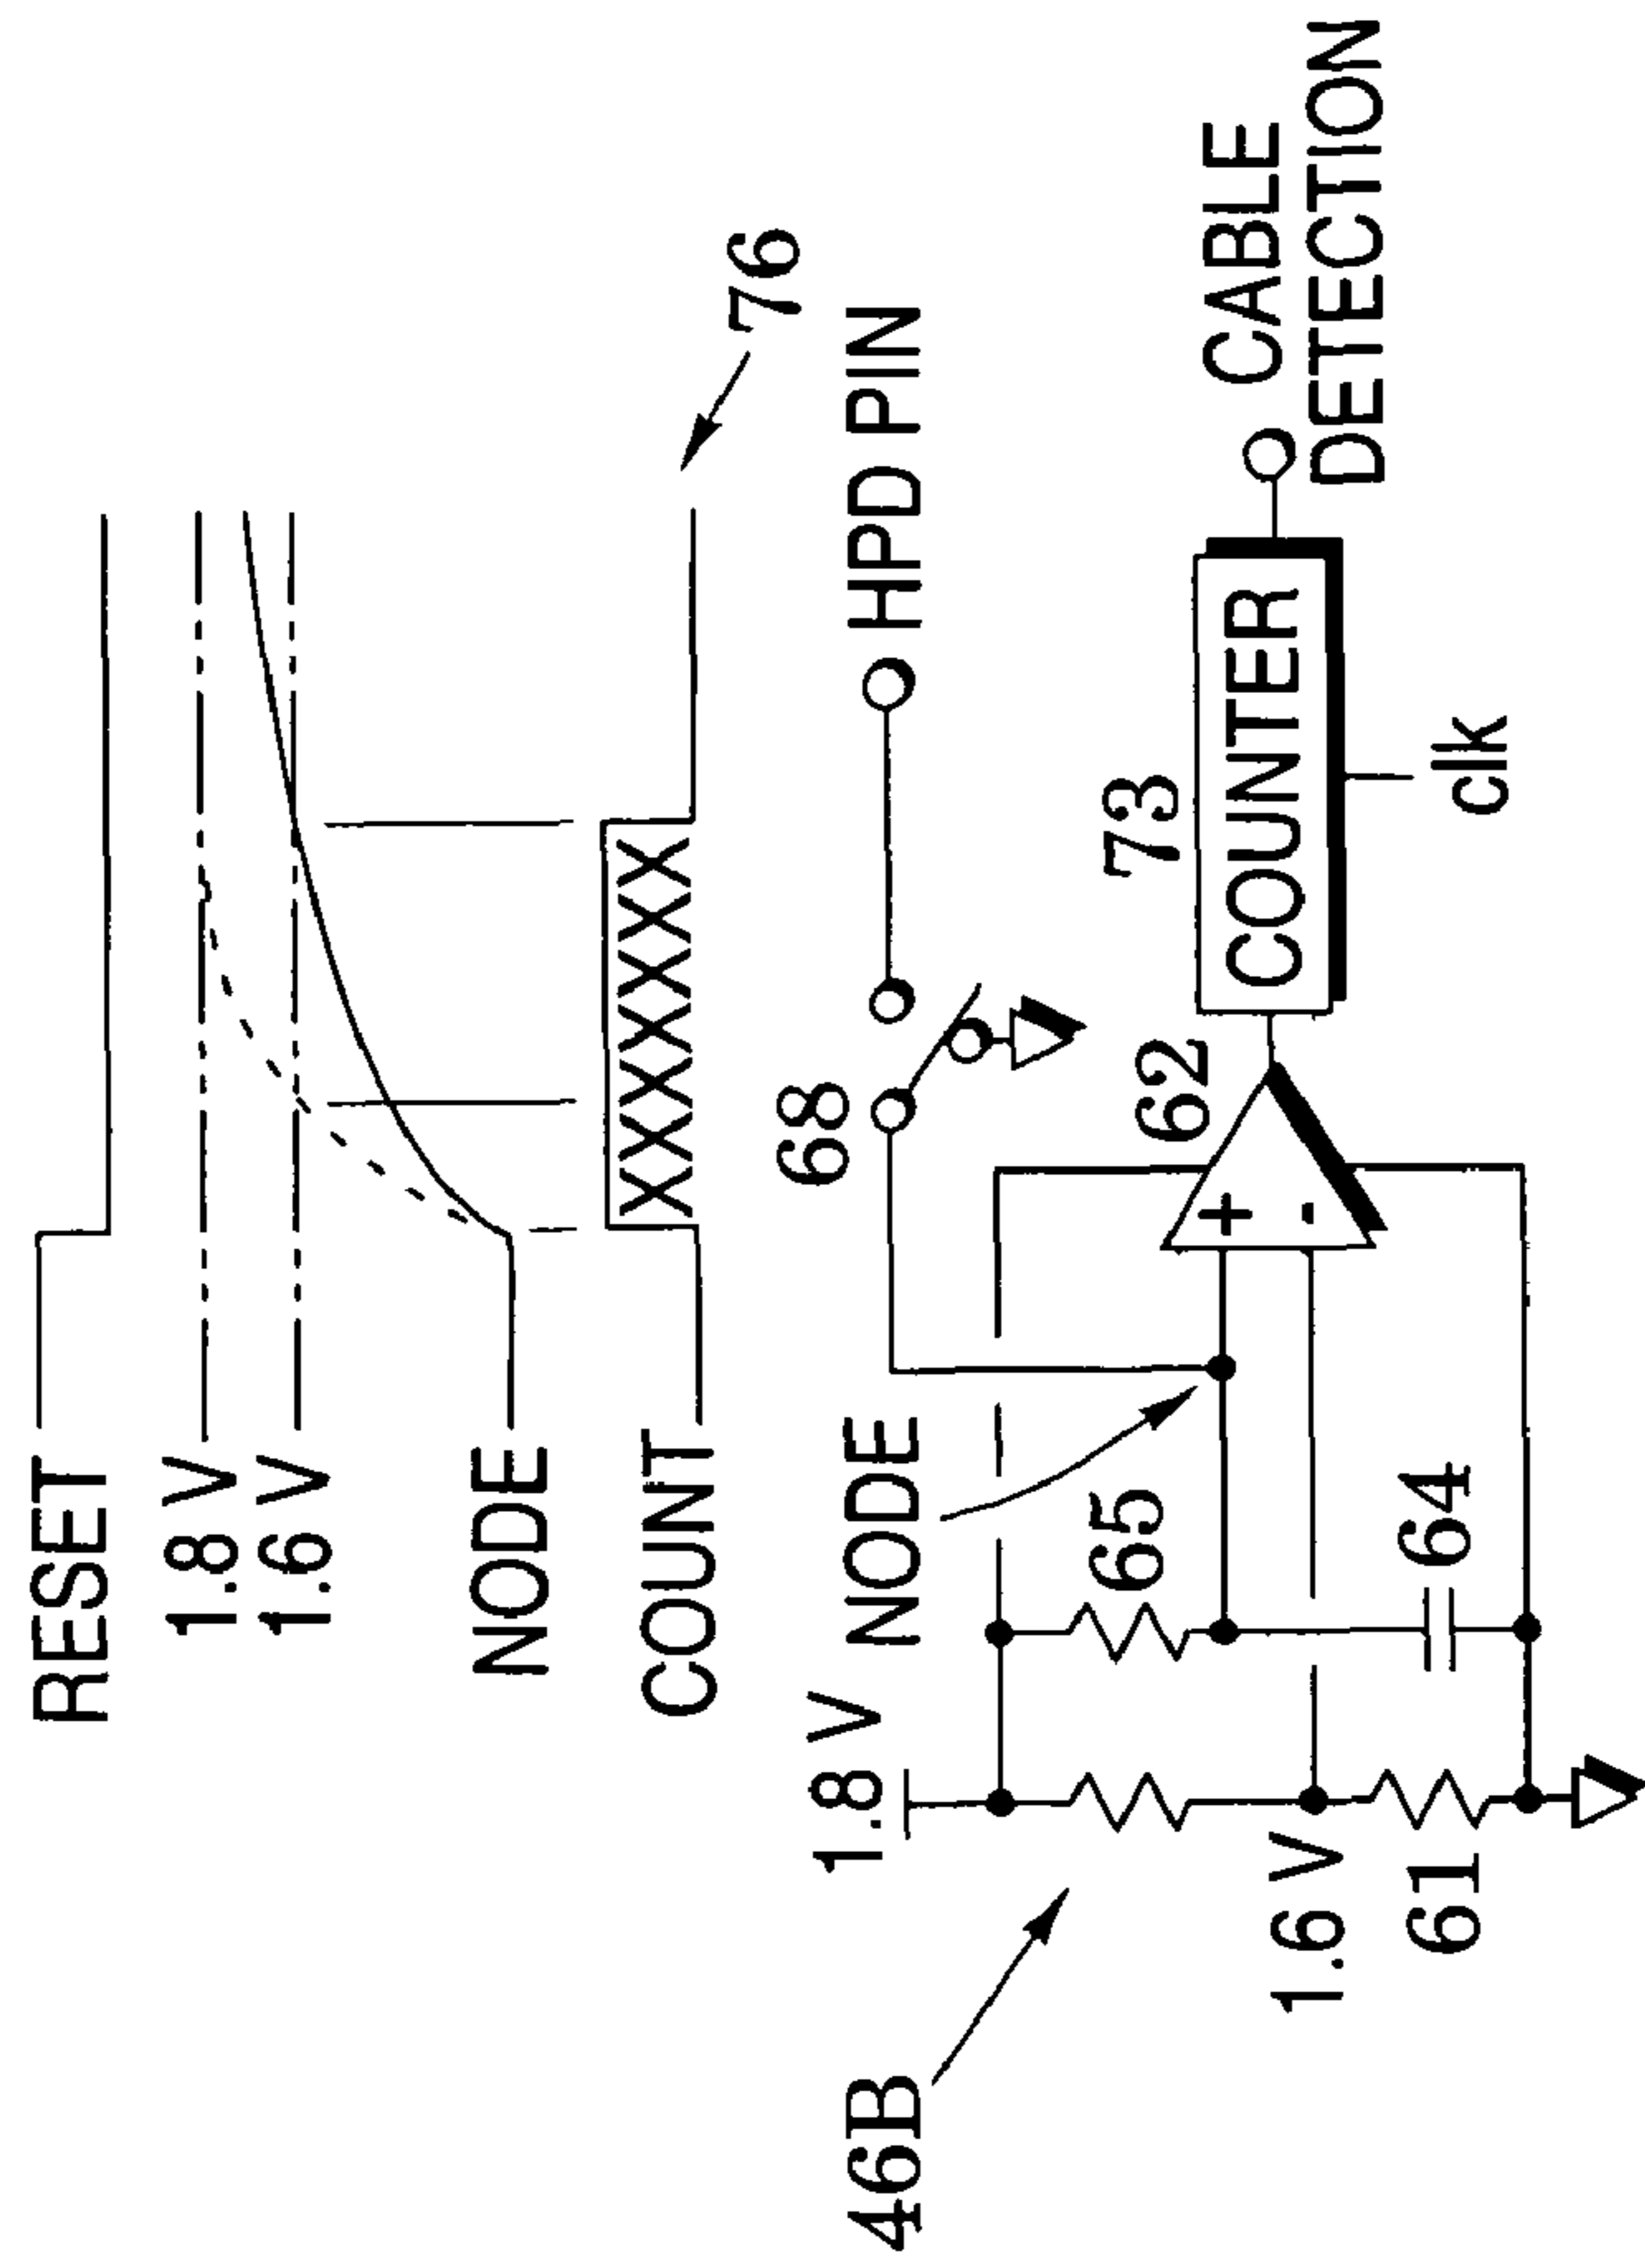 RESET
1.8 V
1.6 V
NODE
COUNT
XXXXXXX
76
46B
1.8 V
NODE
68
HPD PIN
65
62
73
COUNTER
CABLE
DETECTION
1.6 V
61
64
+
-
clk